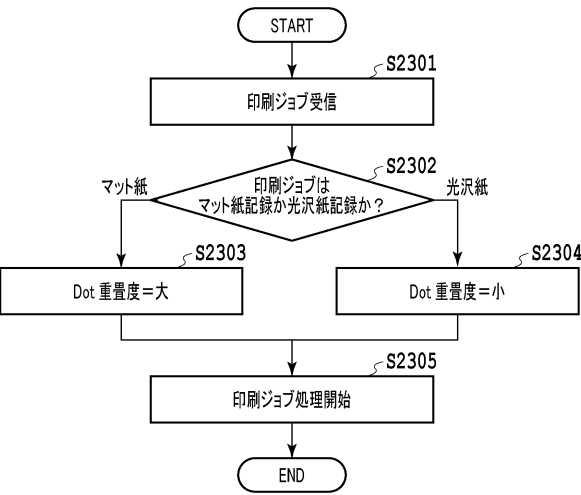 START
S2301
印刷ジョブ受信
S2302
印刷ジョブは
マット紙記録か光沢紙記録か?
マット紙
光沢紙
S2303
Dot 重畳度=大
S2304
Dot 重畳度=小
S2305
印刷ジョブ処理開始
END